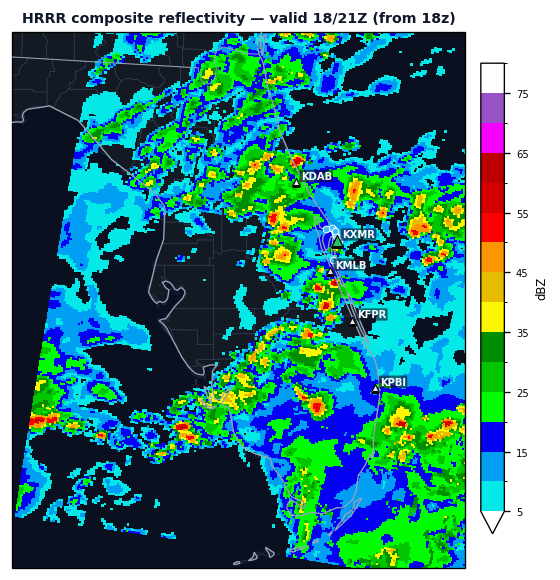 HRRR composite reflectivity — valid 18/21Z (from 18z)
KDAB
KXMR
KMLB
KFPR
KPBI
75
65
55
45
35
25
15
5
dBZ